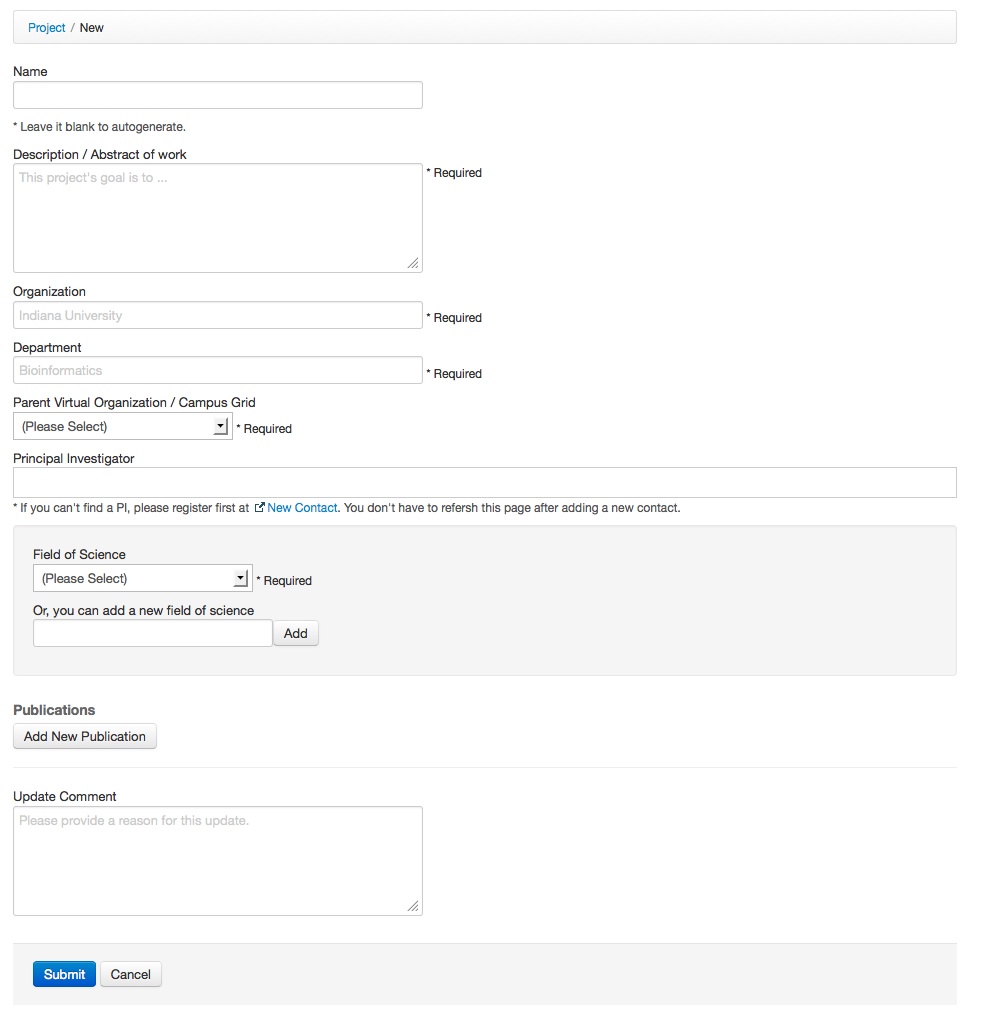 Project / New
Name
* Leave it blank to autogenerate.
Description / Abstract of work
This project's goal is to ...
* Required
Organization
Indiana University
* Required
Department
Bioinformatics
* Required
Parent Virtual Organization / Campus Grid
(Please Select)
* Required
Principal Investigator
* If you can't find a PI, please register first at New Contact. You don't have to refersh this page after adding a new contact.
Field of Science
(Please Select)
* Required
Or, you can add a new field of science
Add
Publications
Add New Publication
Update Comment
Please provide a reason for this update.
Submit Cancel